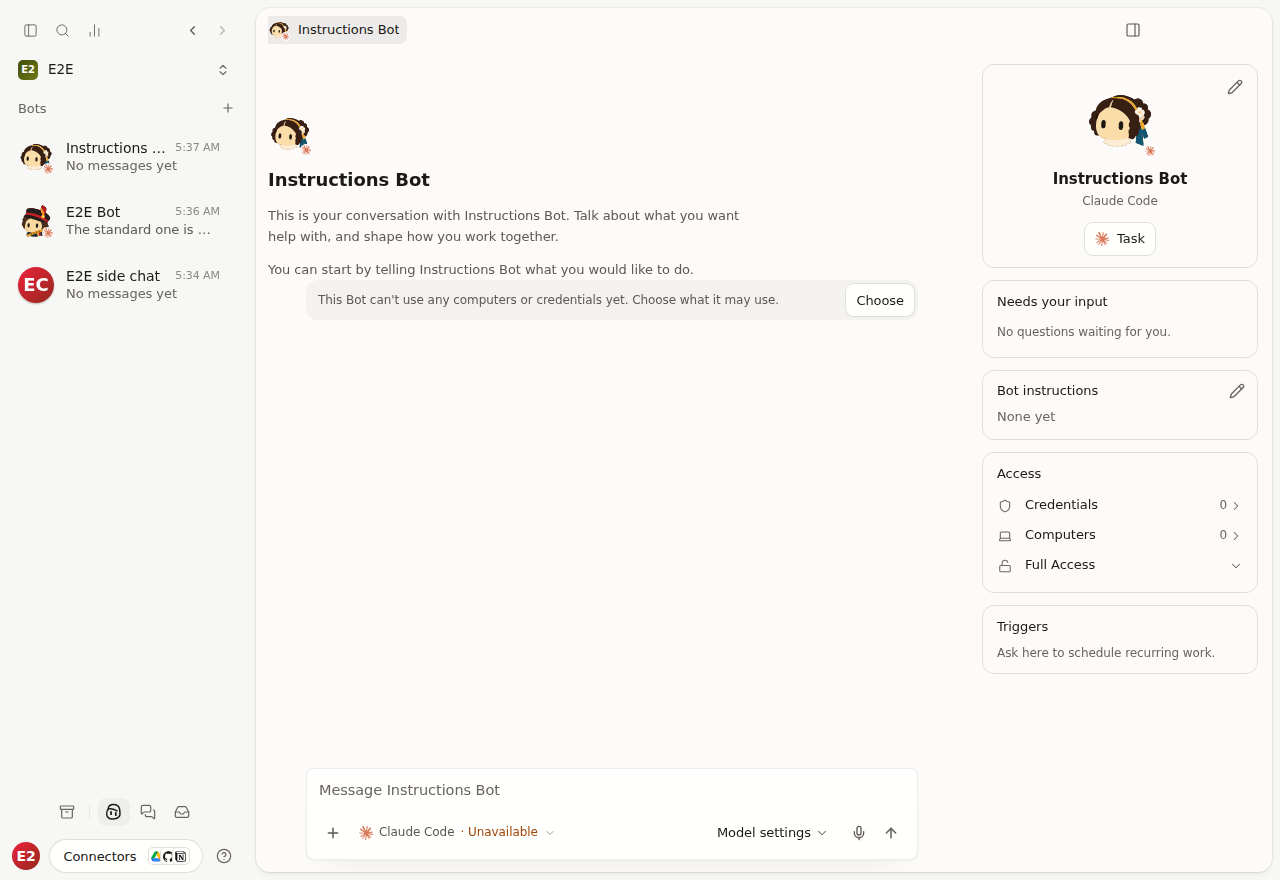 E2 E2E
Bots
Instructions ... 5:37 AM
No messages yet
E2E Bot 5:36 AM
The standard one is ...
EC E2E side chat 5:34 AM
No messages yet
E2 Connectors
Instructions Bot
Instructions Bot
This is your conversation with Instructions Bot. Talk about what you want
help with, and shape how you work together.
You can start by telling Instructions Bot what you would like to do.
This Bot can't use any computers or credentials yet. Choose what it may use. Choose
Message Instructions Bot
Claude Code · Unavailable Model settings
Instructions Bot
Claude Code
Task
Needs your input
No questions waiting for you.
Bot instructions
None yet
Access
Credentials 0
Computers 0
Full Access
Triggers
Ask here to schedule recurring work.